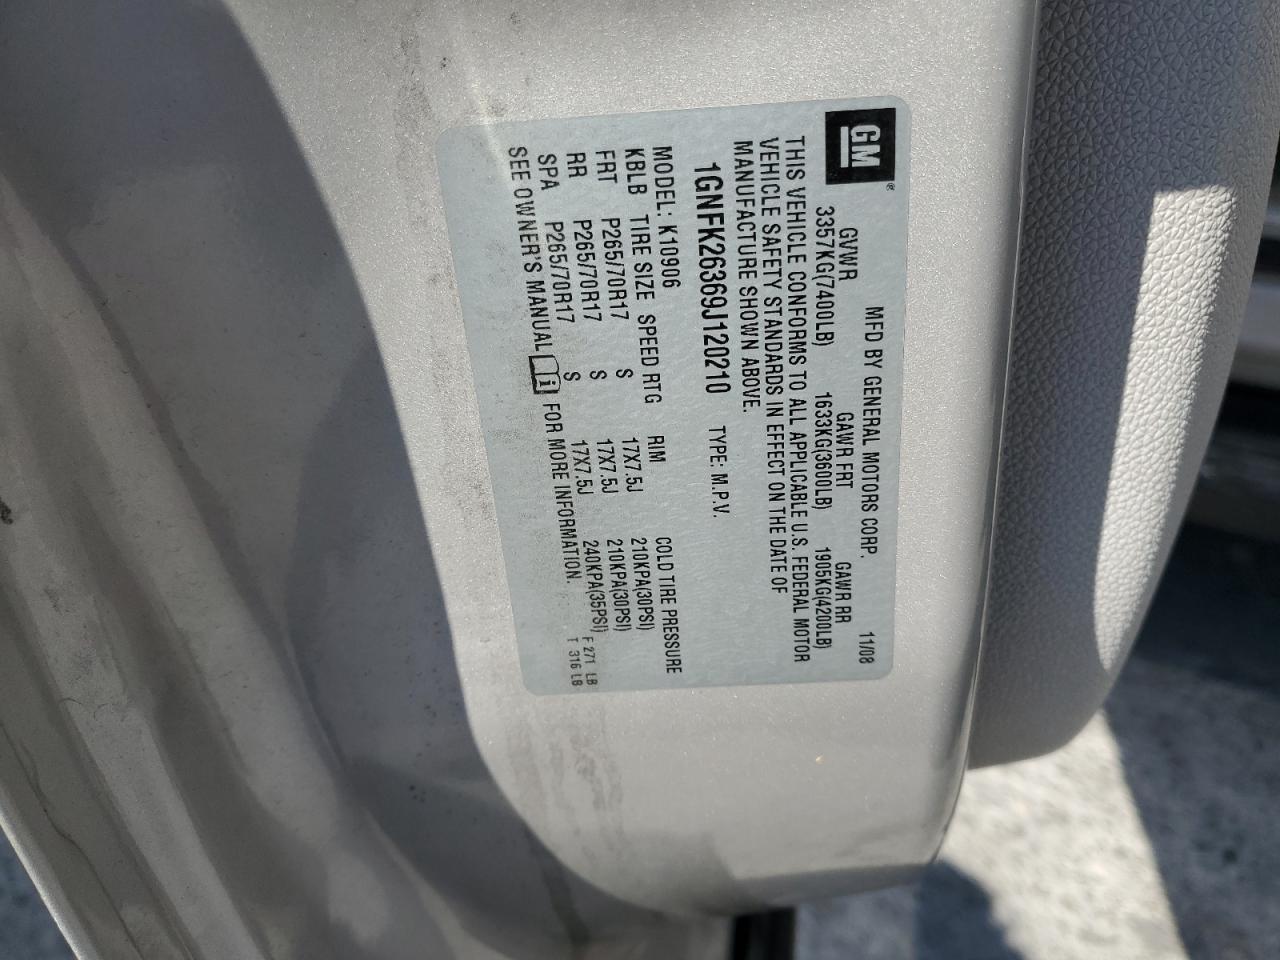 GM ®
MFD BY GENERAL MOTORS CORP. 11/08
GVWR GAWR FRT GAWR RR
3357KG(7400LB) 1633KG(3600LB) 1905KG(4200LB)
THIS VEHICLE CONFORMS TO ALL APPLICABLE U.S. FEDERAL MOTOR
VEHICLE SAFETY STANDARDS IN EFFECT ON THE DATE OF
MANUFACTURE SHOWN ABOVE.
1GNFK26369J120210 TYPE: M.P.V.
MODEL: K10906
KBLB TIRE SIZE SPEED RTG RIM COLD TIRE PRESSURE
FRT P265/70R17 S 17X7.5J 210KPA(30PSI)
RR P265/70R17 S 17X7.5J 210KPA(30PSI)
SPA P265/70R17 S 17X7.5J 240KPA(35PSI) F 271 LB
SEE OWNER'S MANUAL i FOR MORE INFORMATION. T 316 LB